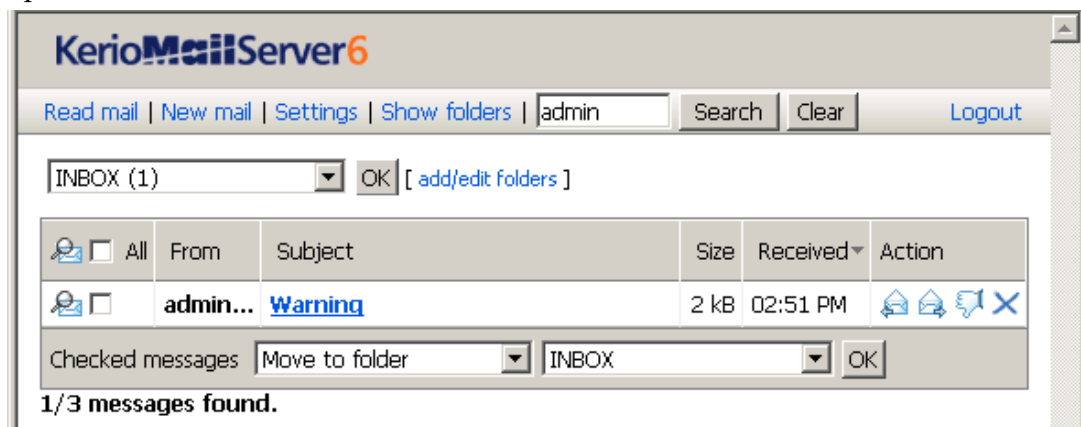 KerioMailServer6
Read mail | New mail | Settings | Show folders | admin Search Clear Logout
INBOX (1) OK [ add/edit folders ]
All From Subject Size Received Action
admin... Warning 2 kB 02:51 PM
Checked messages Move to folder INBOX OK
1/3 messages found.